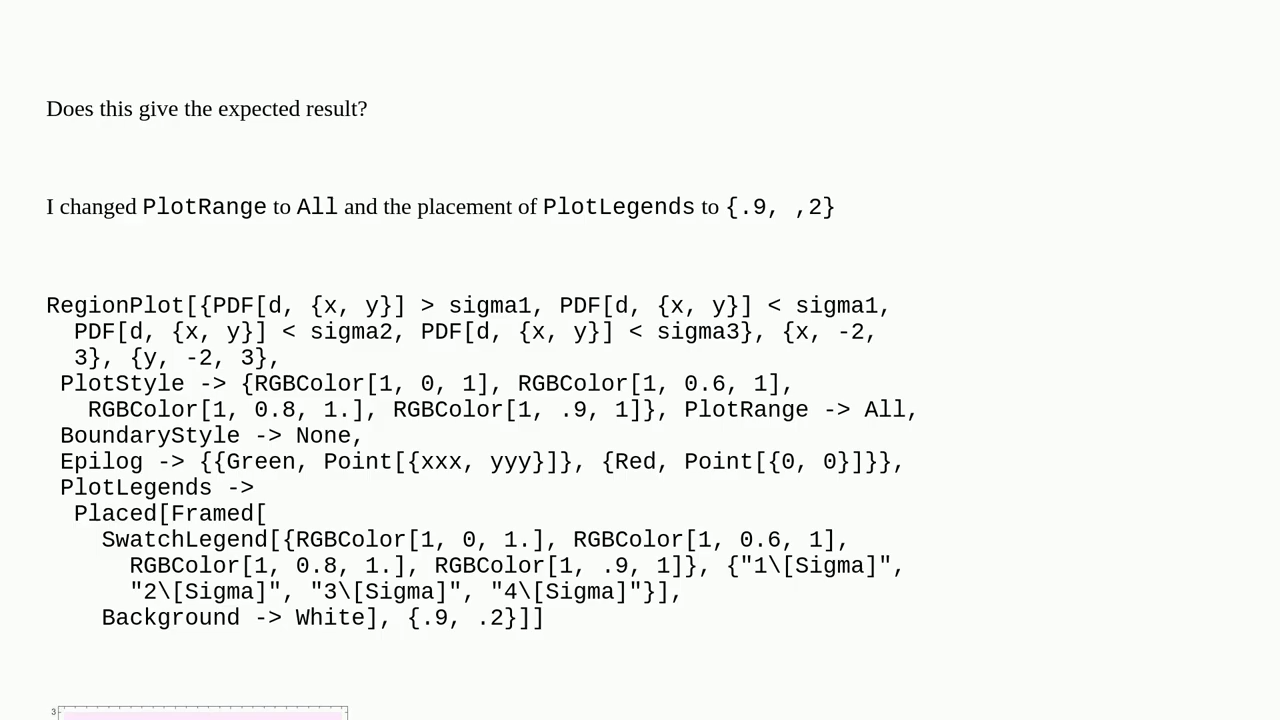 Does this give the expected result?
I changed PlotRange to All and the placement of PlotLegends to {.9, ,2}
RegionPlot[{PDF[d, {x, y}] > sigma1, PDF[d, {x, y}] < sigma1,
PDF[d, {x, y}] < sigma2, PDF[d, {x, y}] < sigma3}, {x, -2,
3}, {y, -2, 3},
PlotStyle -> {RGBColor[1, 0, 1], RGBColor[1, 0.6, 1],
RGBColor[1, 0.8, 1.], RGBColor[1, .9, 1]}, PlotRange -> All,
BoundaryStyle -> None,
Epilog -> {{Green, Point[{xxx, yyy}]}, {Red, Point[{0, 0}]}},
PlotLegends ->
Placed[Framed[
SwatchLegend[{RGBColor[1, 0, 1.], RGBColor[1, 0.6, 1],
RGBColor[1, 0.8, 1.], RGBColor[1, .9, 1]}, {"1\[Sigma]",
"2\[Sigma]", "3\[Sigma]", "4\[Sigma]"}],
Background -> White], {.9, .2}]]
3